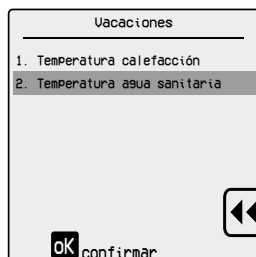 Vacaciones
1. Temperatura calefacción
2. Temperatura agua sanitaria
oK confirmar